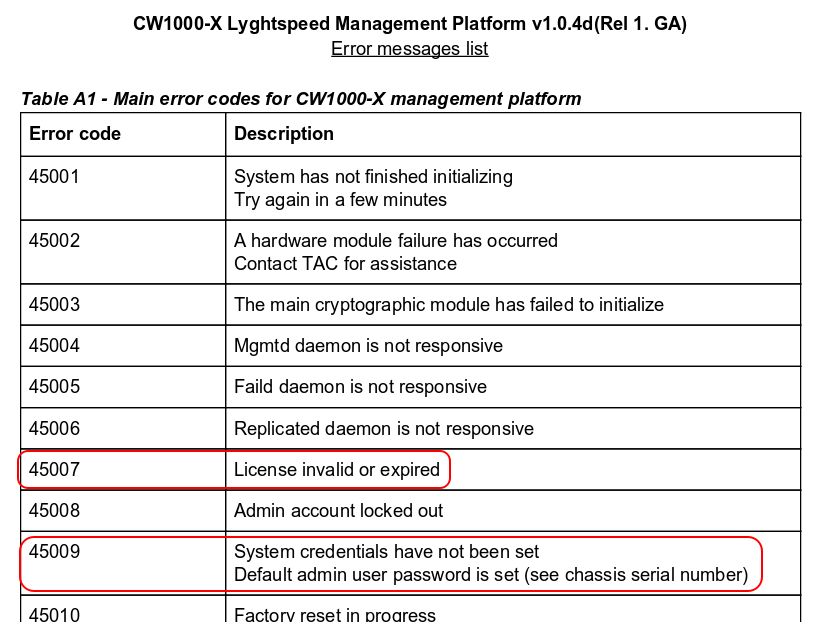 CW1000-X Lyghtspeed Management Platform v1.0.4d(Rel 1. GA)
Error messages list
Table A1 - Main error codes for CW1000-X management platform
Error code Description
45001 System has not finished initializing
Try again in a few minutes
45002 A hardware module failure has occurred
Contact TAC for assistance
45003 The main cryptographic module has failed to initialize
45004 Mgmtd daemon is not responsive
45005 Faild daemon is not responsive
45006 Replicated daemon is not responsive
45007 License invalid or expired
45008 Admin account locked out
45009 System credentials have not been set
Default admin user password is set (see chassis serial number)
45010 Factory reset in progress